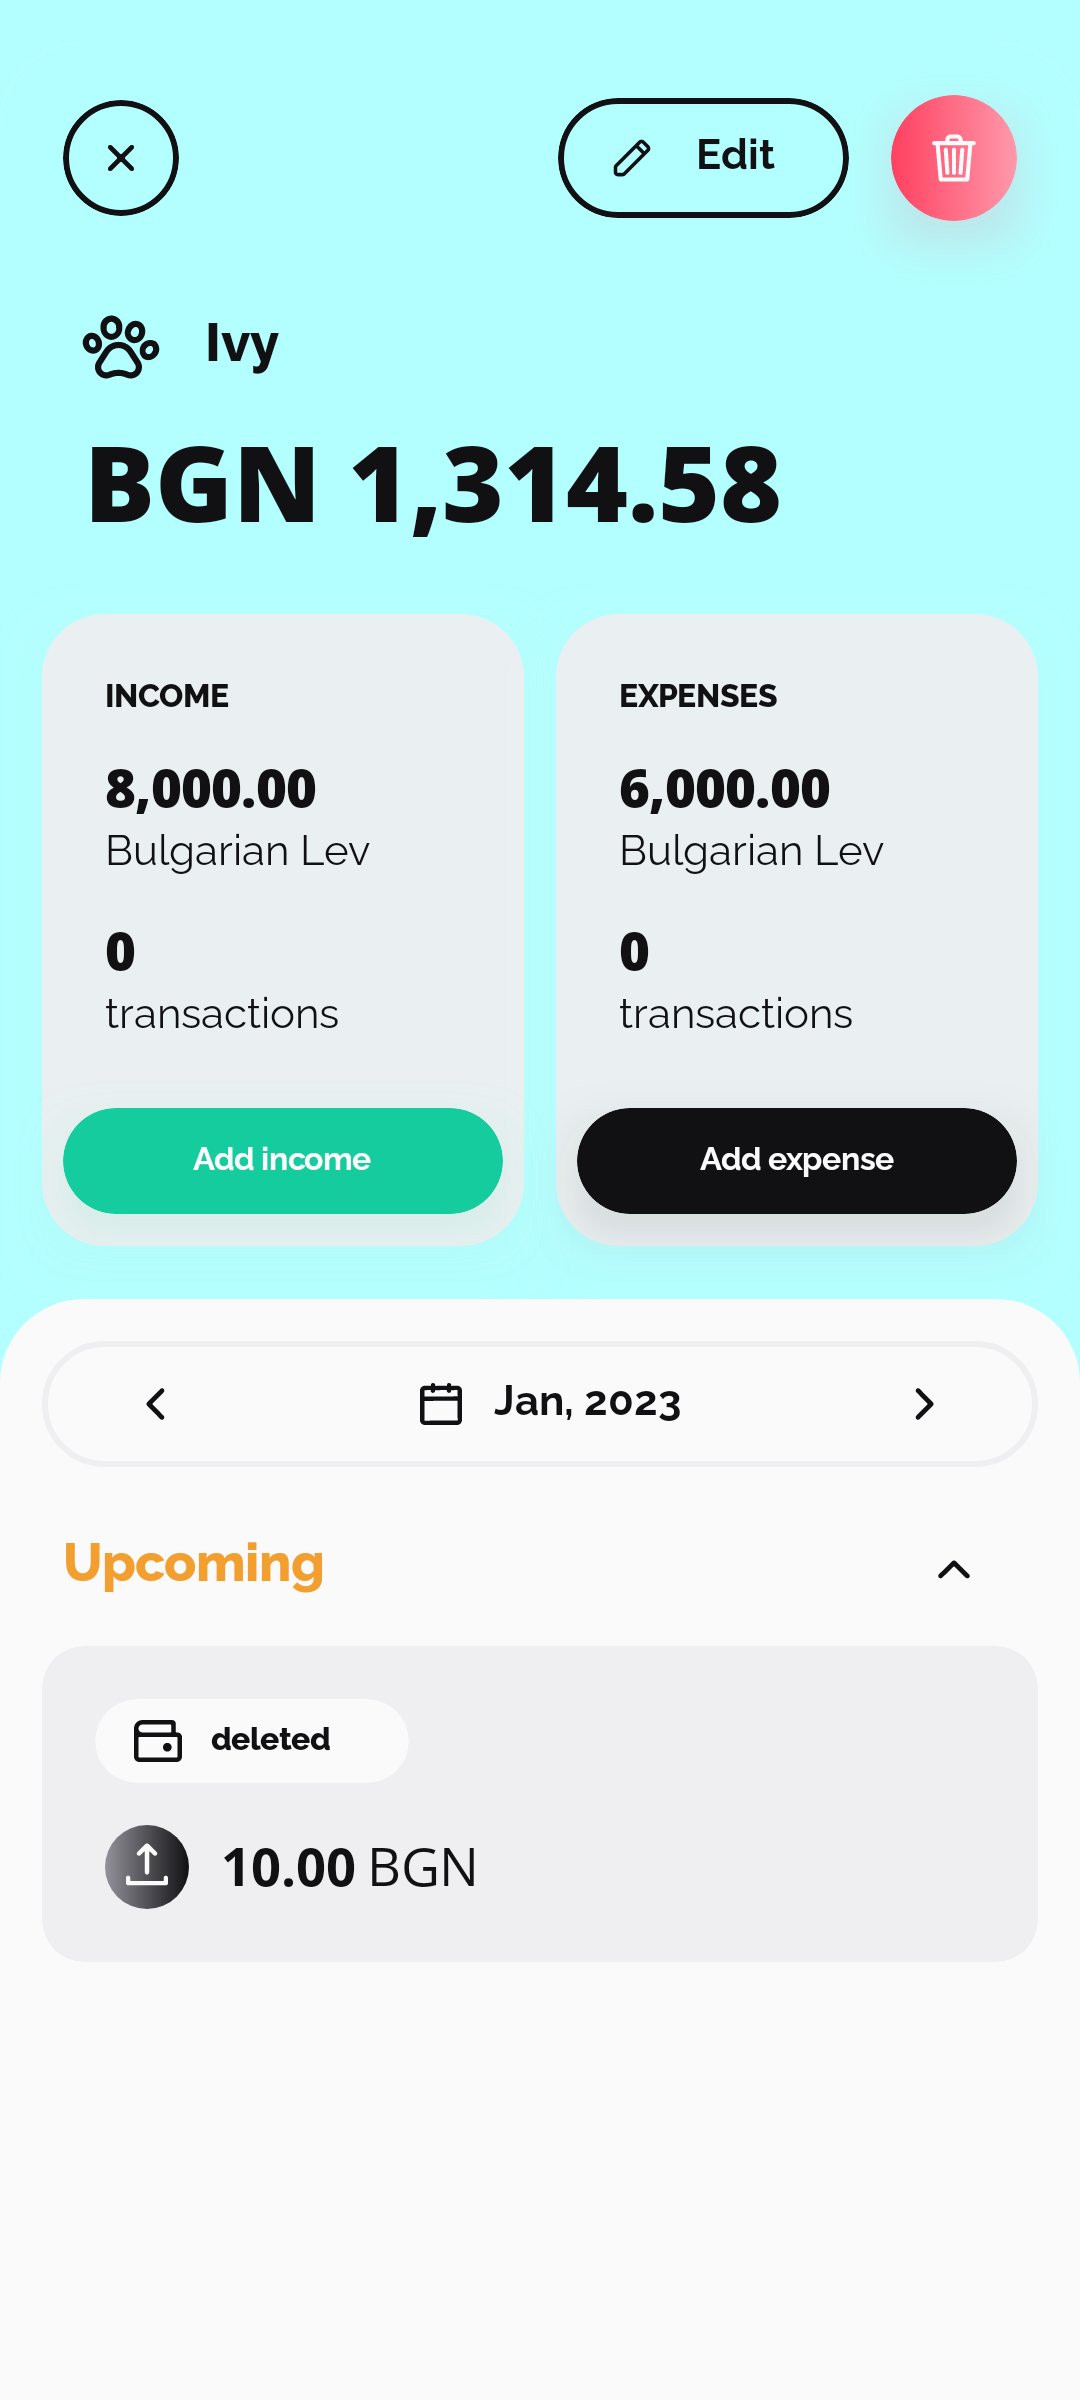 Edit
Ivy
BGN 1,314.58
INCOME
8,000.00
Bulgarian Lev
0
transactions
Add income
EXPENSES
6,000.00
Bulgarian Lev
0
transactions
Add expense
Jan, 2023
Upcoming
deleted
10.00 BGN